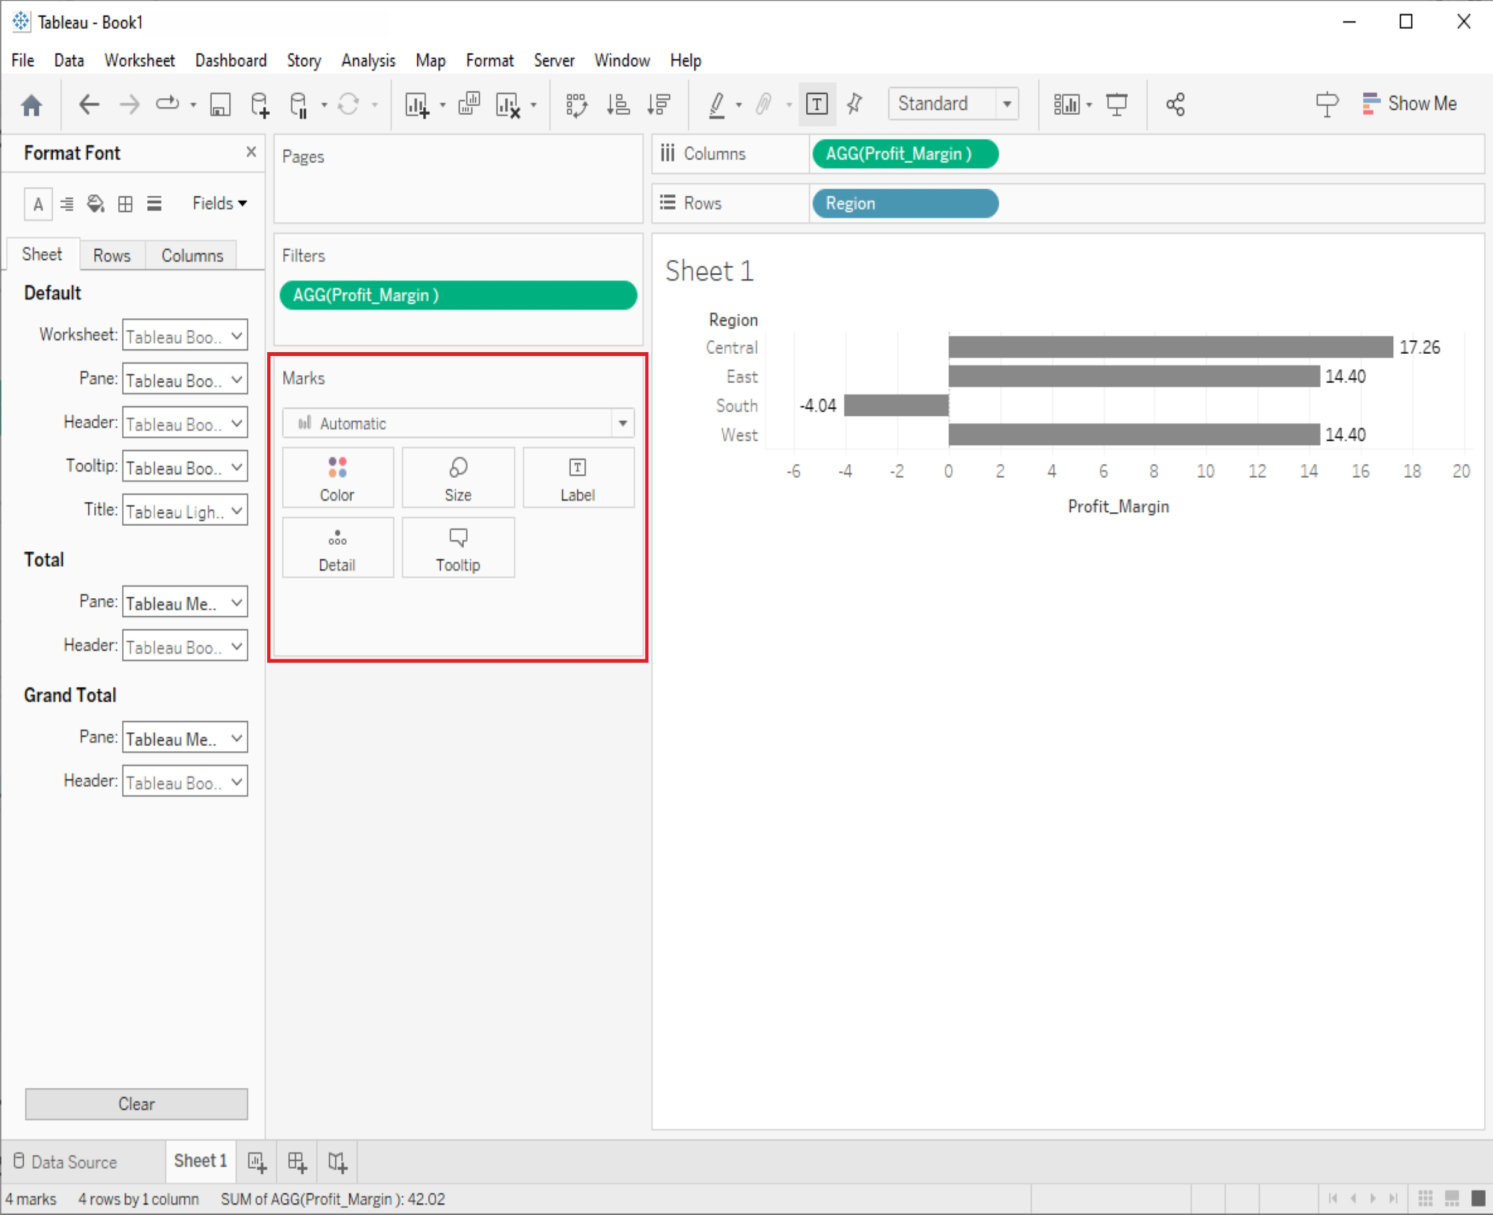 Tableau - Book1
File Data Worksheet Dashboard Story Analysis Map Format Server Window Help
Standard
Show Me
Format Font
A
Fields
Sheet Rows Columns
Default
Worksheet: Tableau Boo..
Pane: Tableau Boo..
Header: Tableau Boo..
Tooltip: Tableau Boo..
Title: Tableau Ligh..
Total
Pane: Tableau Me..
Header: Tableau Boo..
Grand Total
Pane: Tableau Me..
Header: Tableau Boo..
Clear
Pages
Filters
AGG(Profit_Margin )
Marks
Automatic
Color Size Label
Detail Tooltip
Columns AGG(Profit_Margin )
Rows Region
Sheet 1
Region
Central 17.26
East 14.40
South -4.04
West 14.40
-6 -4 -2 0 2 4 6 8 10 12 14 16 18 20
Profit_Margin
Data Source Sheet 1
4 marks 4 rows by 1 column SUM of AGG(Profit_Margin ): 42.02